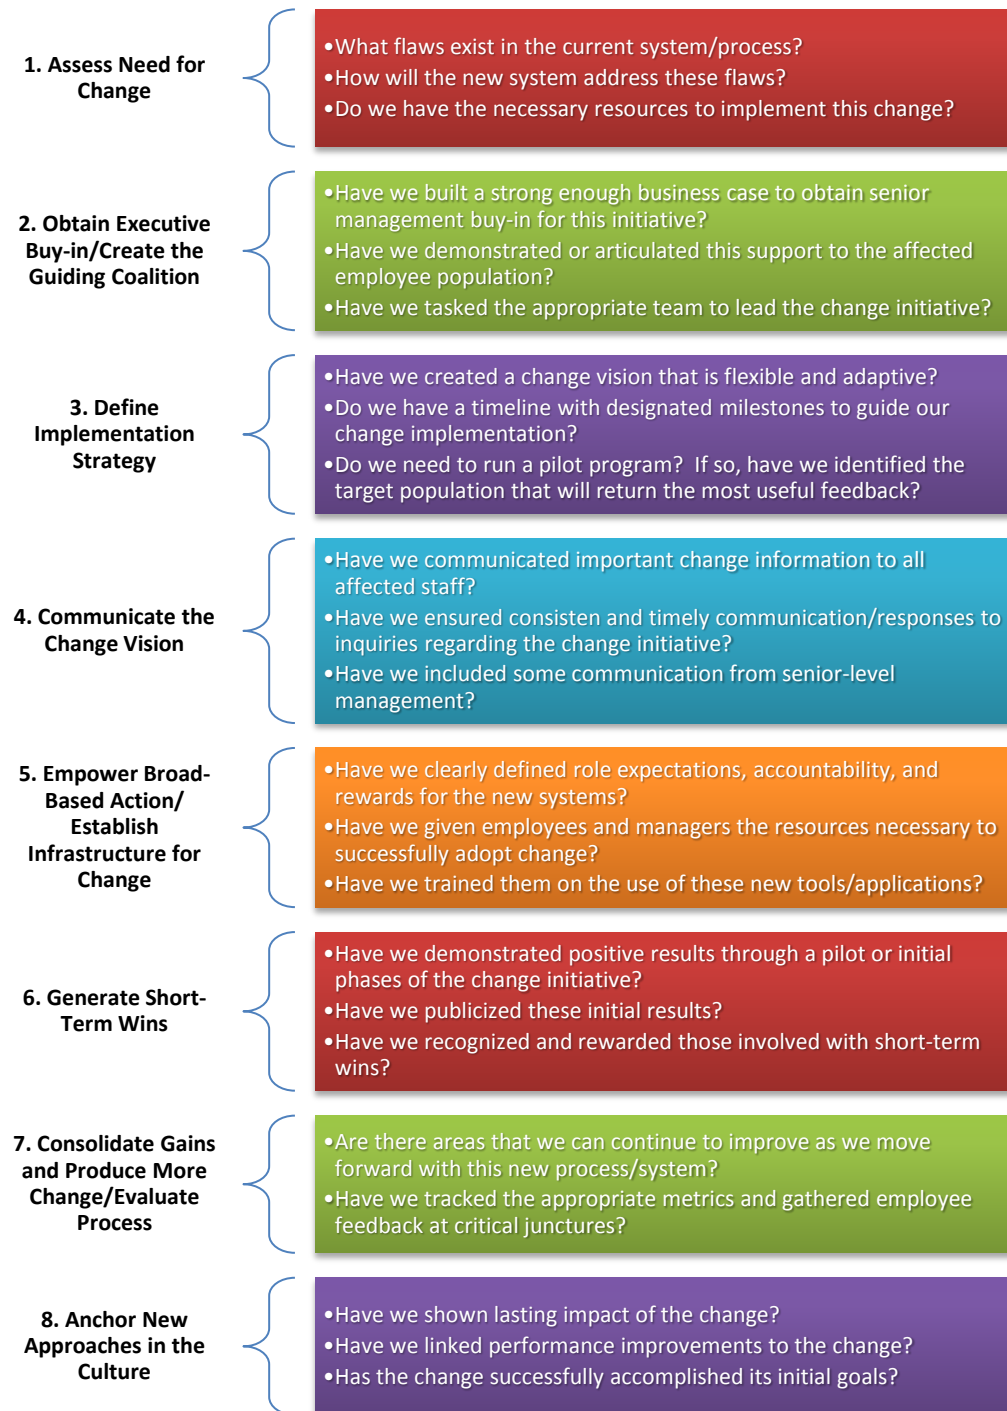 1. Assess Need for
Change
•What flaws exist in the current system/process?
•How will the new system address these flaws?
•Do we have the necessary resources to implement this change?
2. Obtain Executive
Buy-in/Create the
Guiding Coalition
•Have we built a strong enough business case to obtain senior
management buy-in for this initiative?
•Have we demonstrated or articulated this support to the affected
employee population?
•Have we tasked the appropriate team to lead the change initiative?
3. Define
Implementation
Strategy
•Have we created a change vision that is flexible and adaptive?
•Do we have a timeline with designated milestones to guide our
change implementation?
•Do we need to run a pilot program?  If so, have we identified the
target population that will return the most useful feedback?
4. Communicate the
Change Vision
•Have we communicated important change information to all
affected staff?
•Have we ensured consisten and timely communication/responses to
inquiries regarding the change initiative?
•Have we included some communication from senior-level
management?
5. Empower Broad-
Based Action/
Establish
Infrastructure for
Change
•Have we clearly defined role expectations, accountability, and
rewards for the new systems?
•Have we given employees and managers the resources necessary to
successfully adopt change?
•Have we trained them on the use of these new tools/applications?
6. Generate Short-
Term Wins
•Have we demonstrated positive results through a pilot or initial
phases of the change initiative?
•Have we publicized these initial results?
•Have we recognized and rewarded those involved with short-term
wins?
7. Consolidate Gains
and Produce More
Change/Evaluate
Process
•Are there areas that we can continue to improve as we move
forward with this new process/system?
•Have we tracked the appropriate metrics and gathered employee
feedback at critical junctures?
8. Anchor New
Approaches in the
Culture
•Have we shown lasting impact of the change?
•Have we linked performance improvements to the change?
•Has the change successfully accomplished its initial goals?